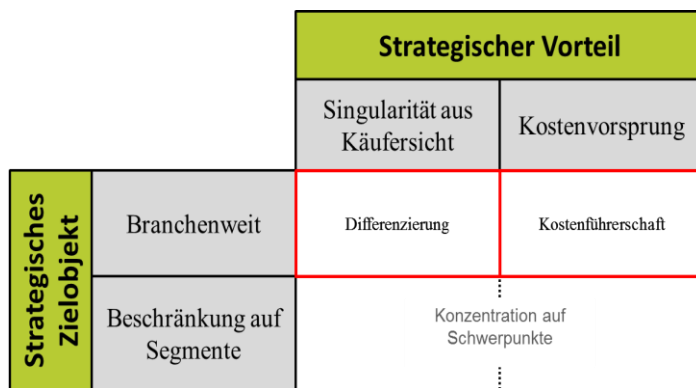 Strategischer Vorteil
Singularität aus
Käufersicht
Kostenvorsprung
Strategisches
Zielobjekt
Branchenweit
Differenzierung
Kostenführerschaft
Beschränkung auf
Segmente
Konzentration auf
Schwerpunkte